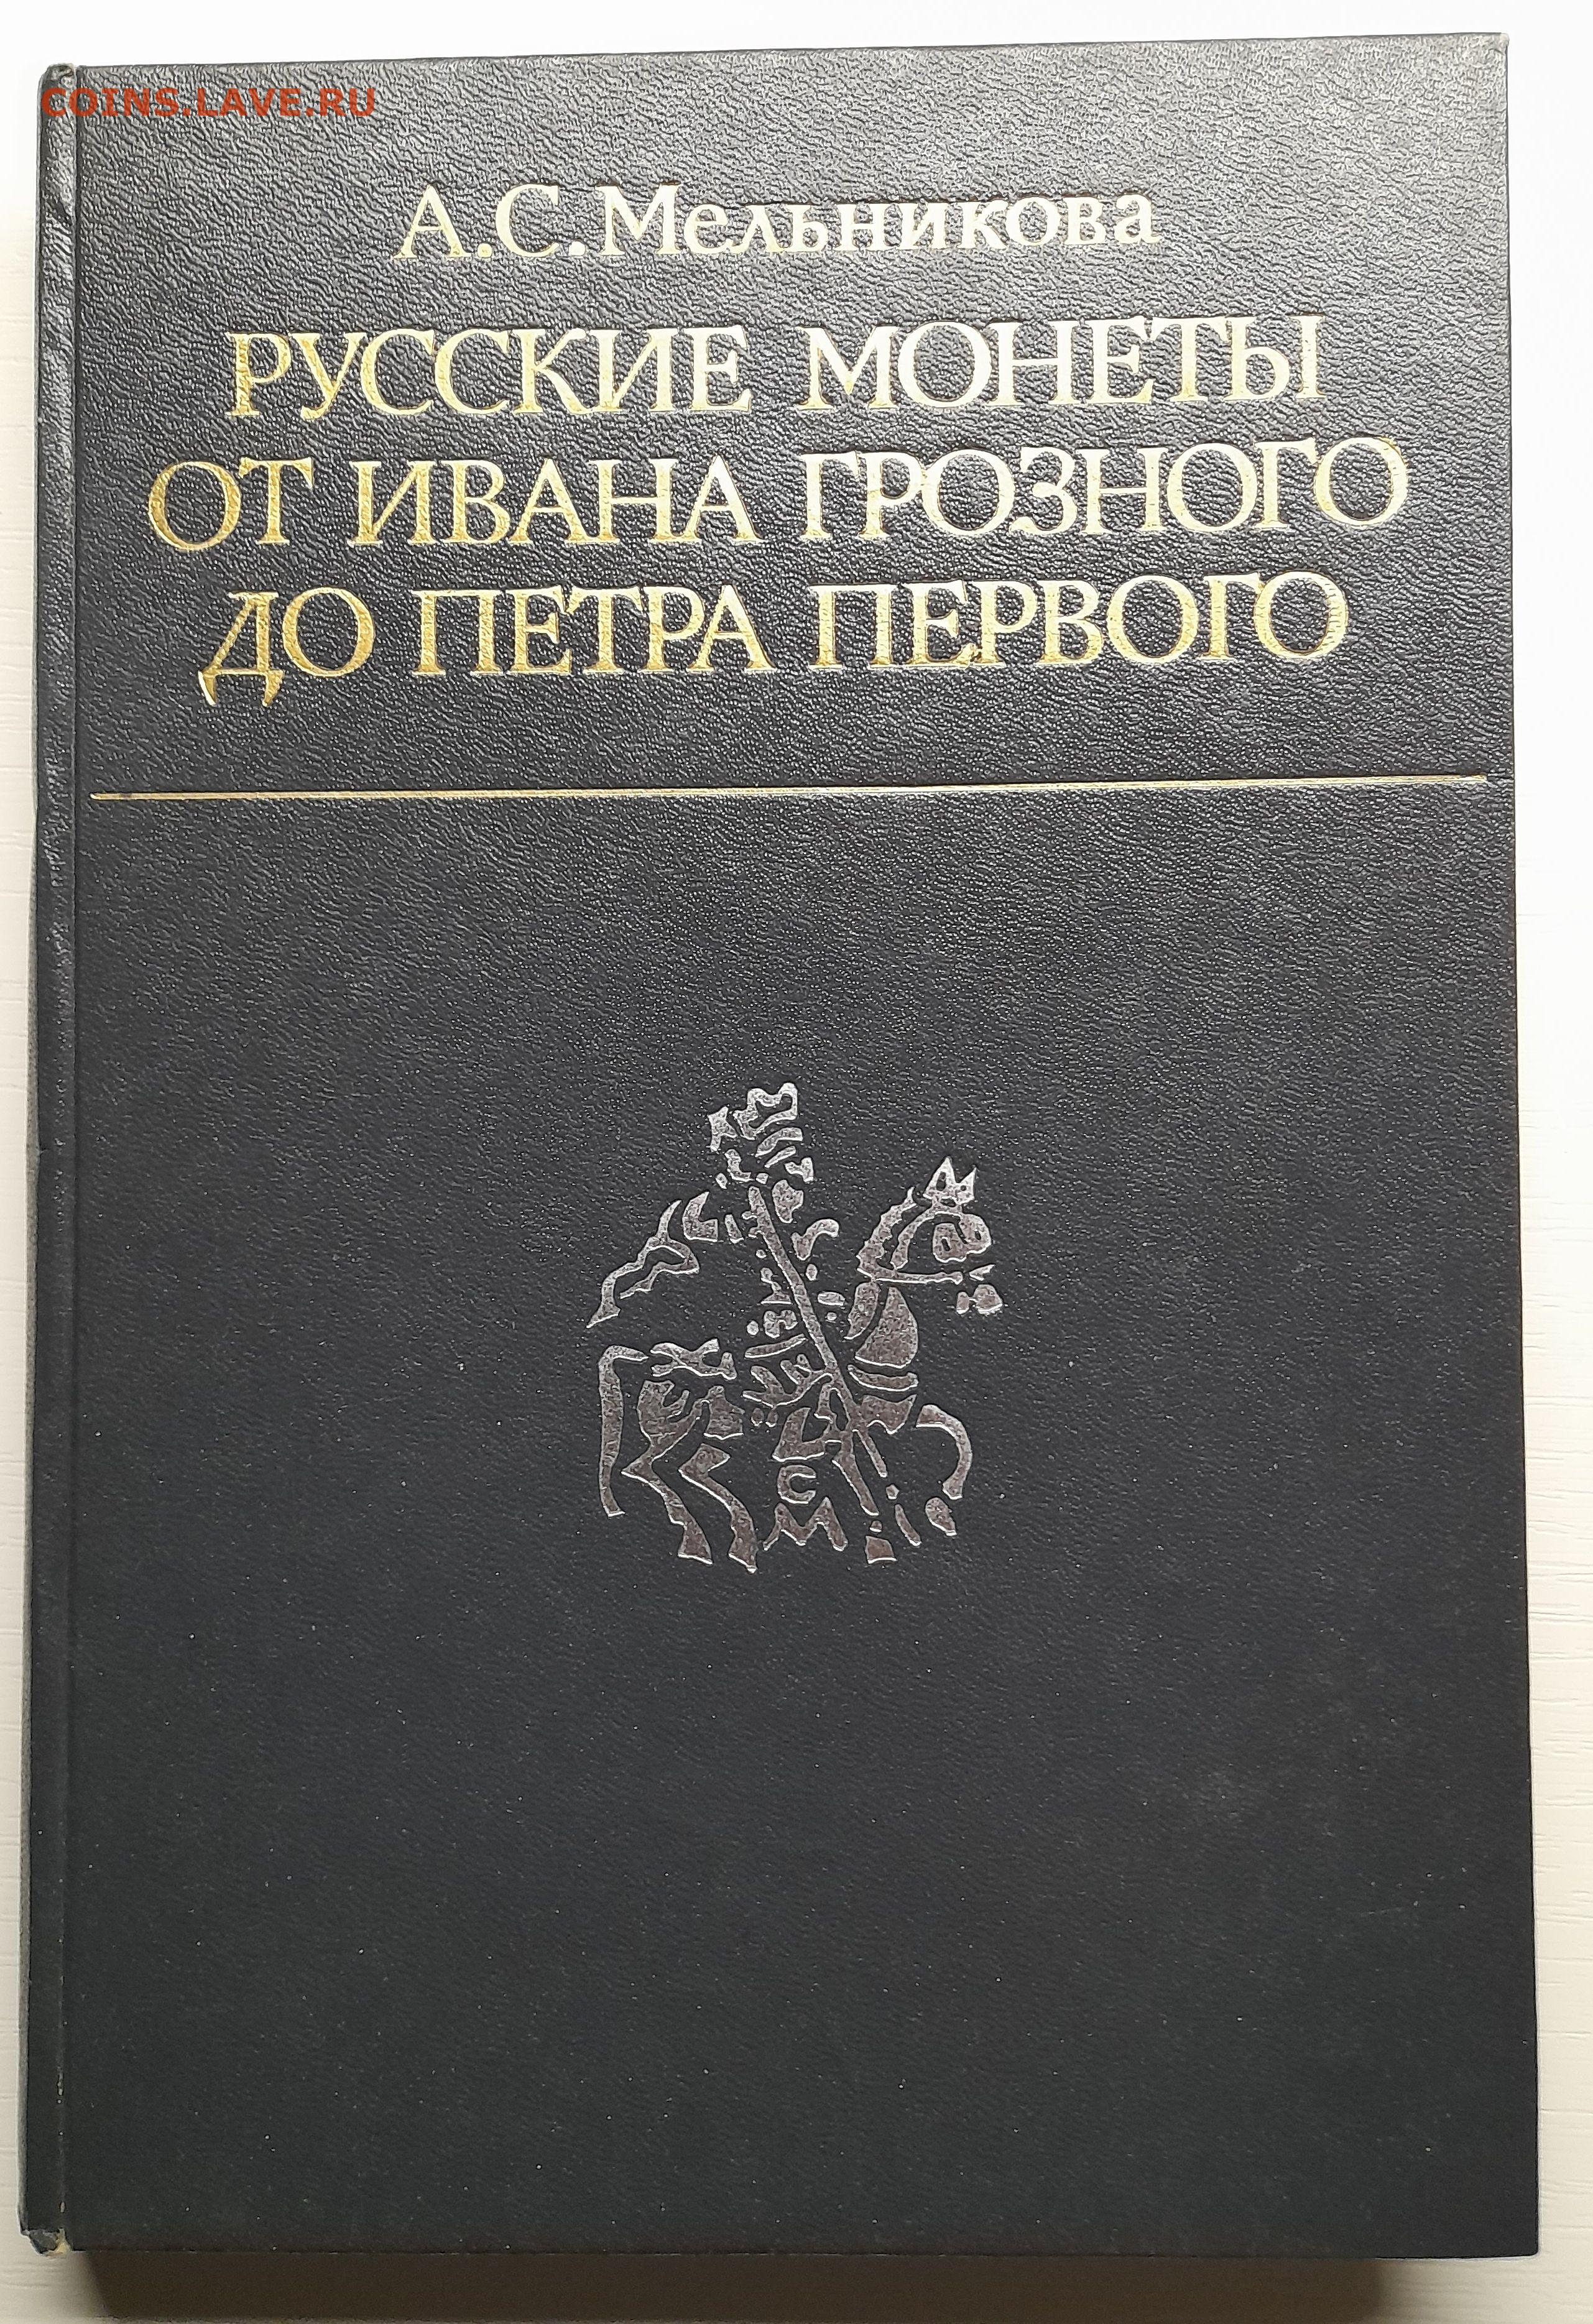 COINS.LAVE.RU
А.С.Мельникова
РУССКИЕ МОНЕТЫ
ОТ ИВАНА ГРОЗНОГО
ДО ПЕТРА ПЕРВОГО
С
М